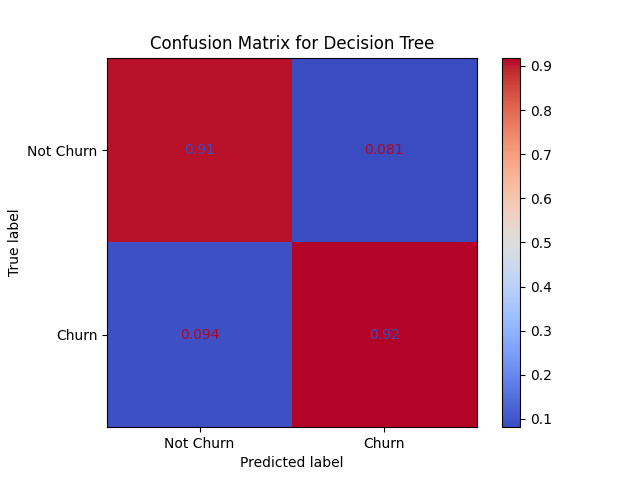 Confusion Matrix for Decision Tree
True label
Not Churn
0.91
0.081
Churn
0.094
0.92
Not Churn
Churn
Predicted label
0.9
0.8
0.7
0.6
0.5
0.4
0.3
0.2
0.1